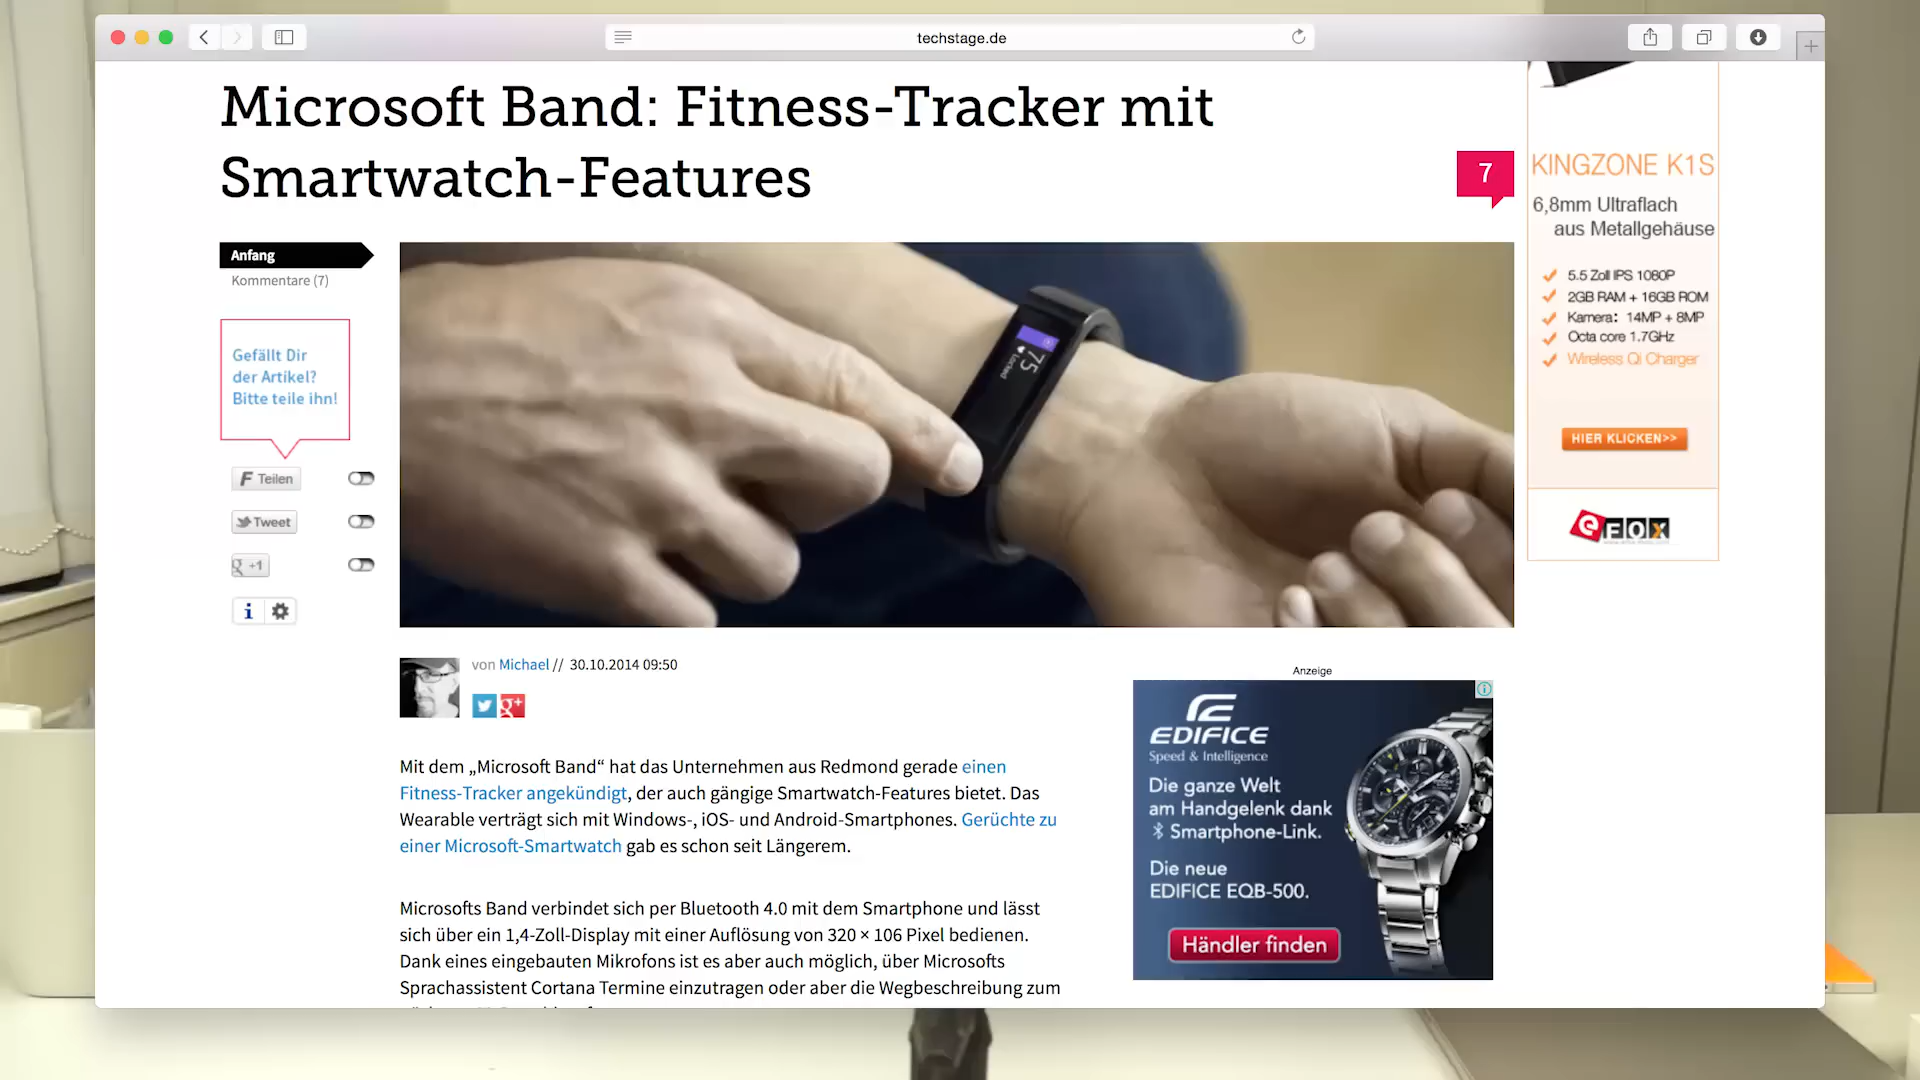 techstage.de
Microsoft Band: Fitness-Tracker mit
Smartwatch-Features
7
Anfang
Kommentare (7)
Gefällt Dir
der Artikel?
Bitte teile ihn!
Teilen
Tweet
g +1
i
75
Locked
von Michael // 30.10.2014 09:50
g+
Mit dem „Microsoft Band“ hat das Unternehmen aus Redmond gerade einen
Fitness-Tracker angekündigt, der auch gängige Smartwatch-Features bietet. Das
Wearable verträgt sich mit Windows-, iOS- und Android-Smartphones. Gerüchte zu
einer Microsoft-Smartwatch gab es schon seit Längerem.
Microsofts Band verbindet sich per Bluetooth 4.0 mit dem Smartphone und lässt
sich über ein 1,4-Zoll-Display mit einer Auflösung von 320 × 106 Pixel bedienen.
Dank eines eingebauten Mikrofons ist es aber auch möglich, über Microsofts
Sprachassistent Cortana Termine einzutragen oder aber die Wegbeschreibung zum
Anzeige
EDIFICE
Speed & Intelligence
Die ganze Welt
am Handgelenk dank
Smartphone-Link.
Die neue
EDIFICE EQB-500.
Händler finden
KINGZONE K1S
6,8mm Ultraflach
aus Metallgehäuse
5.5 Zoll IPS 1080P
2GB RAM + 16GB ROM
Kamera: 14MP + 8MP
Octa core 1.7GHz
Wireless Qi Charger
HIER KLICKEN>>
eFOX